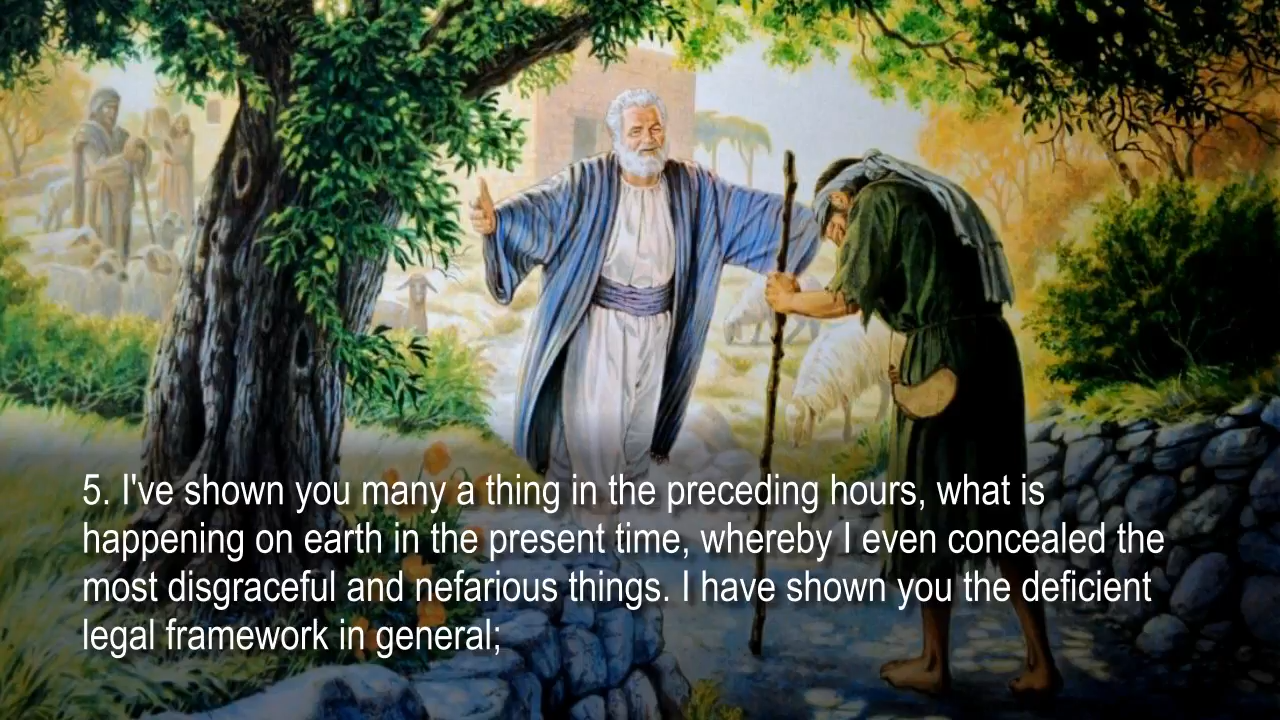 5. I've shown you many a thing in the preceding hours, what is
happening on earth in the present time, whereby I even concealed the
most disgraceful and nefarious things. I have shown you the deficient
legal framework in general;